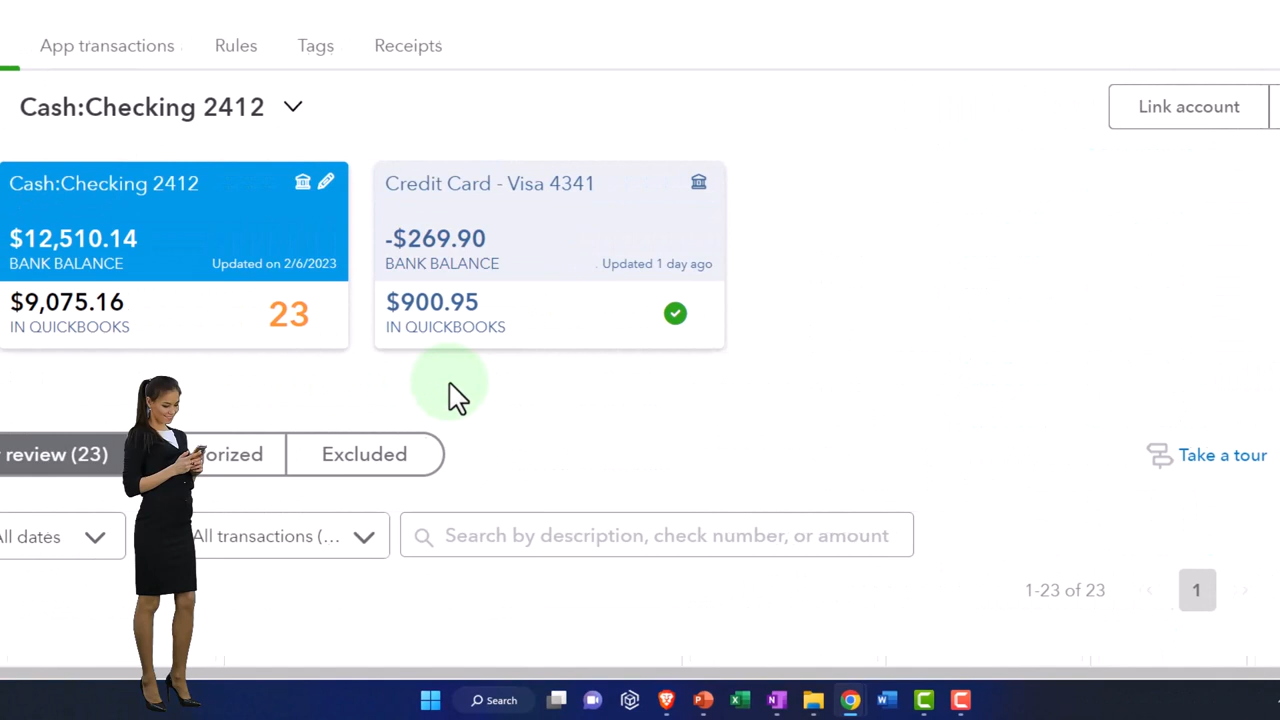 App transactions Rules Tags Receipts
Cash:Checking 2412
Link account
Cash:Checking 2412
$12,510.14
BANK BALANCE Updated on 2/6/2023
$9,075.16
IN QUICKBOOKS
23
Credit Card - Visa 4341
-$269.90
BANK BALANCE Updated 1 day ago
$900.95
IN QUICKBOOKS
review (23) orized Excluded
Take a tour
All dates All transactions (... Search by description, check number, or amount
1-23 of 23 1
Search